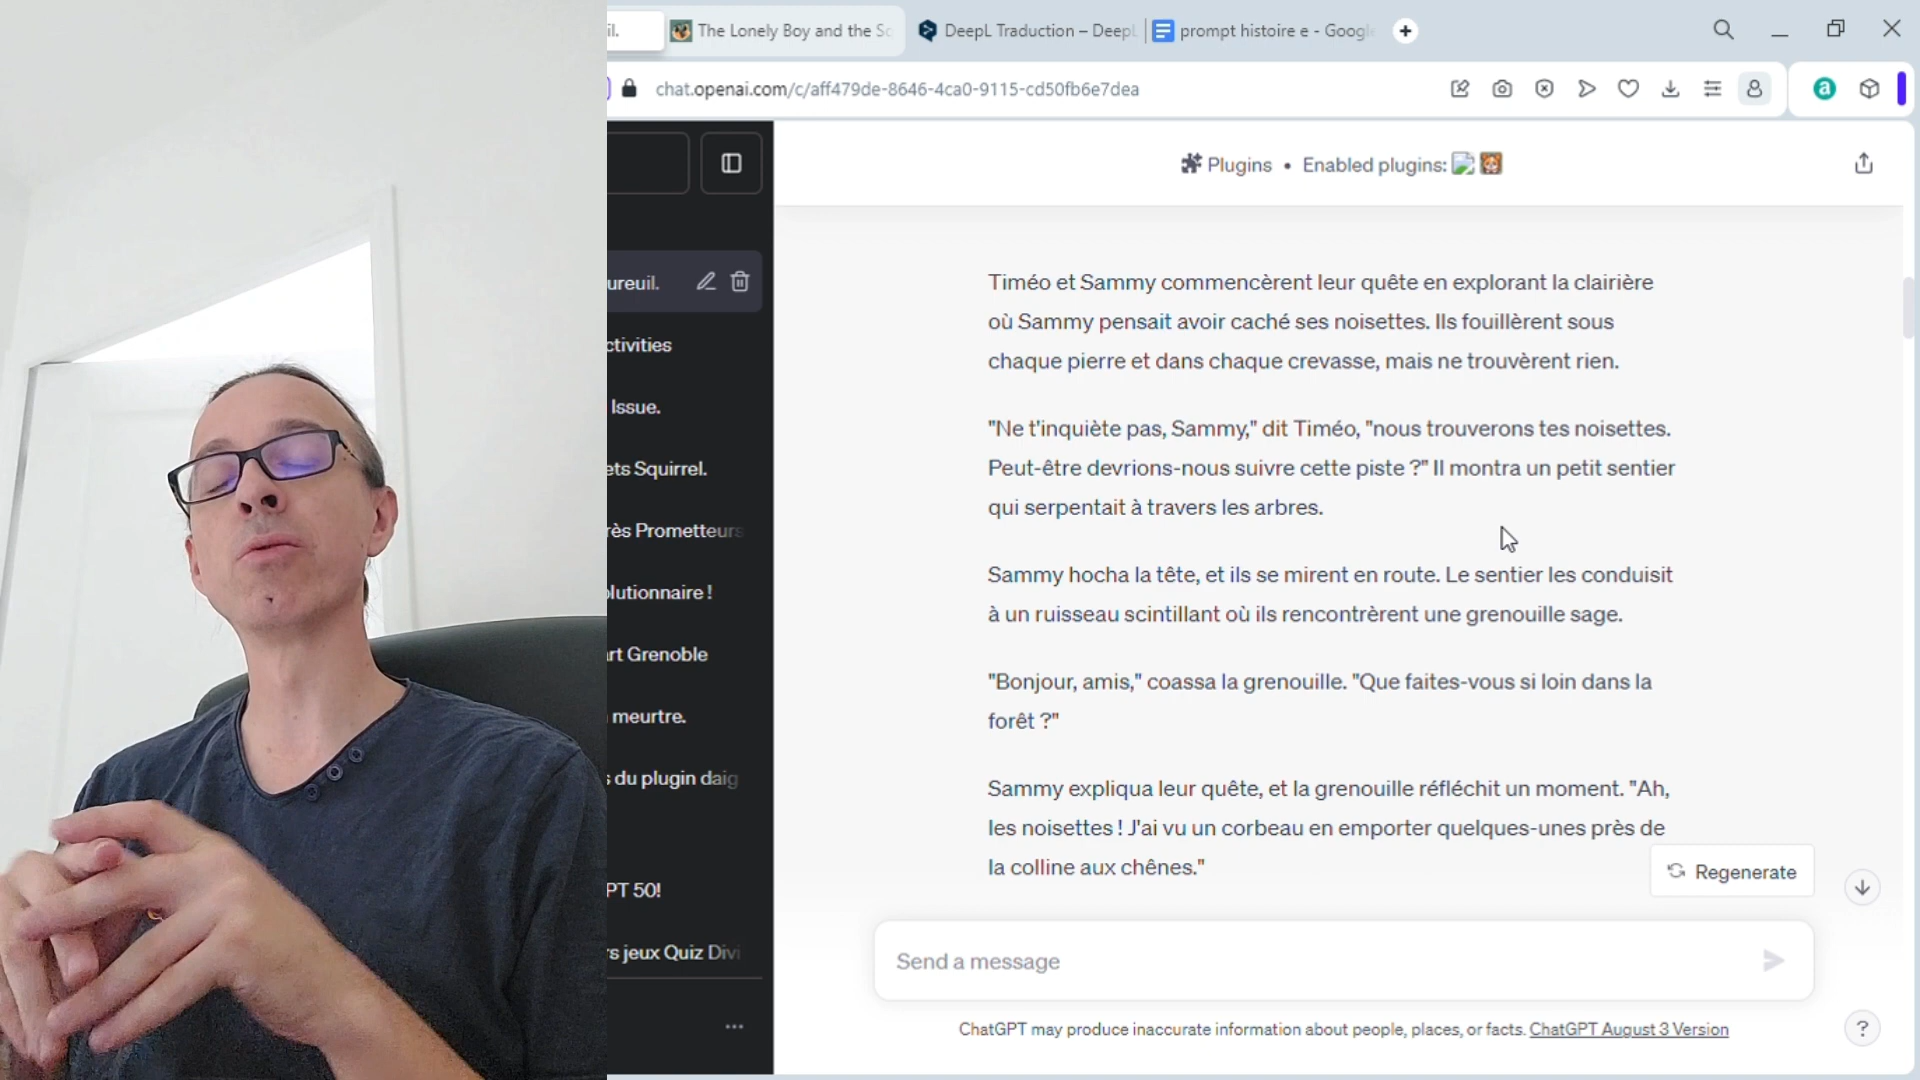 il.
The Lonely Boy and the Sc
DeepL Traduction – DeepL
prompt histoire e - Google
chat.openai.com/c/aff479de-8646-4ca0-9115-cd50fb6e7dea
a
Plugins • Enabled plugins:
ureuil.
ctivities
Issue.
ets Squirrel.
rès Prometteurs
olutionnaire !
art Grenoble
meurtre.
s du plugin daig
PT 50!
rs jeux Quiz Divi
Timéo et Sammy commencèrent leur quête en explorant la clairière
où Sammy pensait avoir caché ses noisettes. Ils fouillèrent sous
chaque pierre et dans chaque crevasse, mais ne trouvèrent rien.
"Ne t'inquiète pas, Sammy," dit Timéo, "nous trouverons tes noisettes.
Peut-être devrions-nous suivre cette piste ?" Il montra un petit sentier
qui serpentait à travers les arbres.
Sammy hocha la tête, et ils se mirent en route. Le sentier les conduisit
à un ruisseau scintillant où ils rencontrèrent une grenouille sage.
"Bonjour, amis," coassa la grenouille. "Que faites-vous si loin dans la
forêt ?"
Sammy expliqua leur quête, et la grenouille réfléchit un moment. "Ah,
les noisettes ! J'ai vu un corbeau en emporter quelques-unes près de
la colline aux chênes."
Regenerate
Send a message
ChatGPT may produce inaccurate information about people, places, or facts. ChatGPT August 3 Version
?